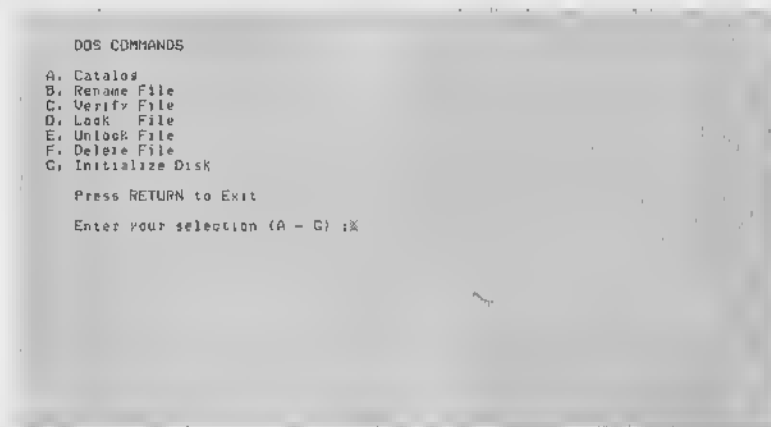 DOS COMMANDS
A. Catalog
B. Rename File
C. Verify File
D. Lock File
E. Unlock File
F. Delete File
G. Initialize Disk
Press RETURN to Exit
Enter your selection (A - G) :